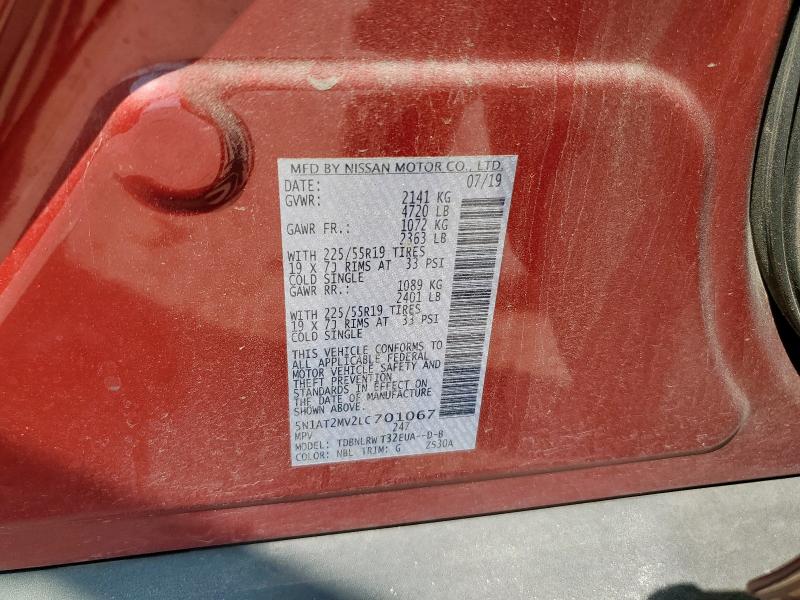 MFD BY NISSAN MOTOR CO., LTD.
DATE: 07/19
GVWR: 2141 KG
4720 LB
GAWR FR.: 1072 KG
2363 LB
WITH 225/55R19 TIRES
19 X 7J RIMS AT 33 PSI
COLD SINGLE
GAWR RR.: 1089 KG
2401 LB
WITH 225/55R19 TIRES
19 X 7J RIMS AT 33 PSI
COLD SINGLE
THIS VEHICLE CONFORMS TO
ALL APPLICABLE FEDERAL
MOTOR VEHICLE SAFETY AND
THEFT PREVENTION
STANDARDS IN EFFECT ON
THE DATE OF MANUFACTURE
SHOWN ABOVE.
5N1AT2MV2LC701067
MPV 247
MODEL: TDBNLRWT32EUA--D-B
COLOR: NBL TRIM: G 2530A